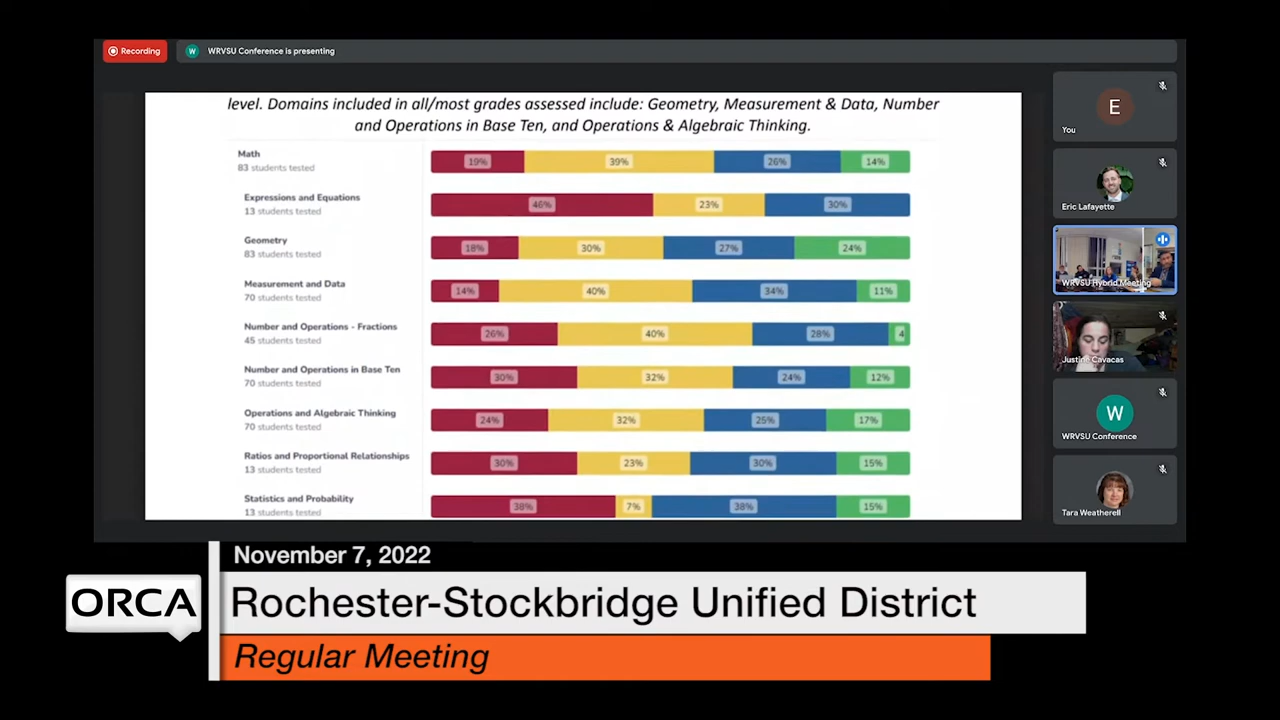 Recording
W
WRVSU Conference is presenting
level. Domains included in all/most grades assessed include: Geometry, Measurement & Data, Number
and Operations in Base Ten, and Operations & Algebraic Thinking.
Math
83 students tested
19% 39% 26% 14%
Expressions and Equations
13 students tested
46% 23% 30%
Geometry
83 students tested
18% 30% 27% 24%
Measurement and Data
70 students tested
14% 40% 34% 11%
Number and Operations - Fractions
45 students tested
26% 40% 28% 4
Number and Operations in Base Ten
70 students tested
30% 32% 24% 12%
Operations and Algebraic Thinking
70 students tested
24% 32% 25% 17%
Ratios and Proportional Relationships
13 students tested
30% 23% 30% 15%
Statistics and Probability
13 students tested
38% 7% 38% 15%
E
You
Eric Lafayette
WRVSU Hybrid Meeting
Justine Cavacas
W
WRVSU Conference
Tara Weatherell
November 7, 2022
ORCA
Rochester-Stockbridge Unified District
Regular Meeting